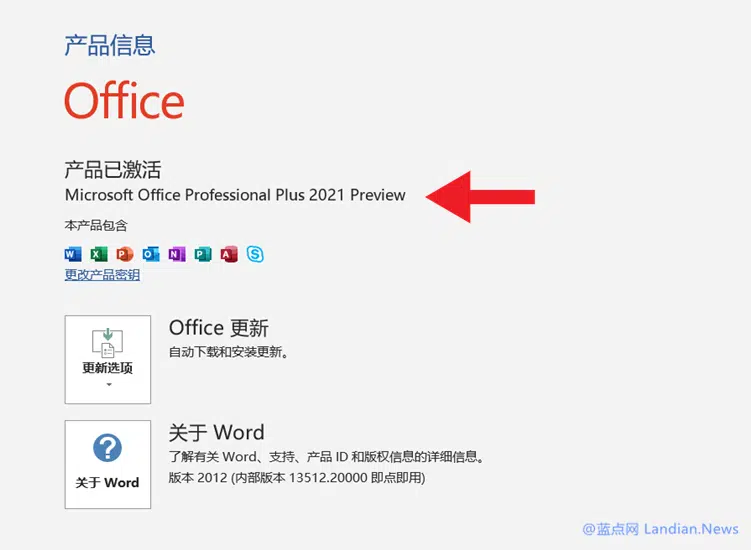 产品信息
Office
产品已激活
Microsoft Office Professional Plus 2021 Preview
本产品包含
W X P O N P A S
更改产品密钥
更新选项
Office 更新
自动下载和安装更新。
?
关于 Word
关于 Word
了解有关 Word、支持、产品 ID 和版权信息的详细信息。
版本 2012 (内部版本 13512.20000 即点即用)
@蓝点网 Landian.News